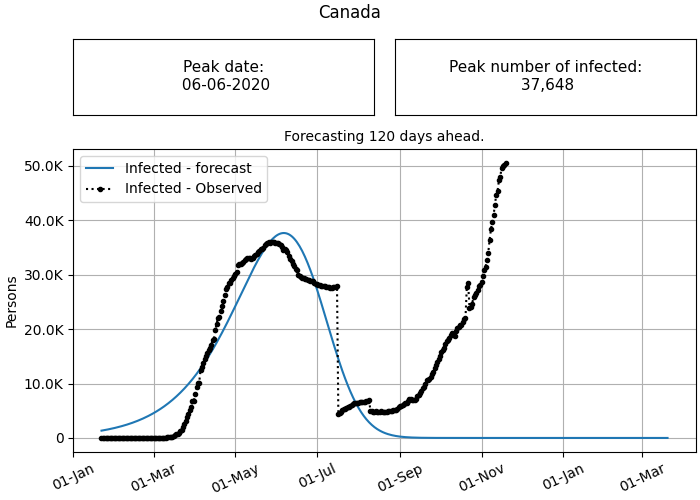 Canada
Peak date:
06-06-2020
Peak number of infected:
37,648
Forecasting 120 days ahead.
Infected - forecast
Infected - Observed
50.0K
40.0K
30.0K
20.0K
10.0K
0
Persons
01-Jan
01-Mar
01-May
01-Jul
01-Sep
01-Nov
01-Jan
01-Mar